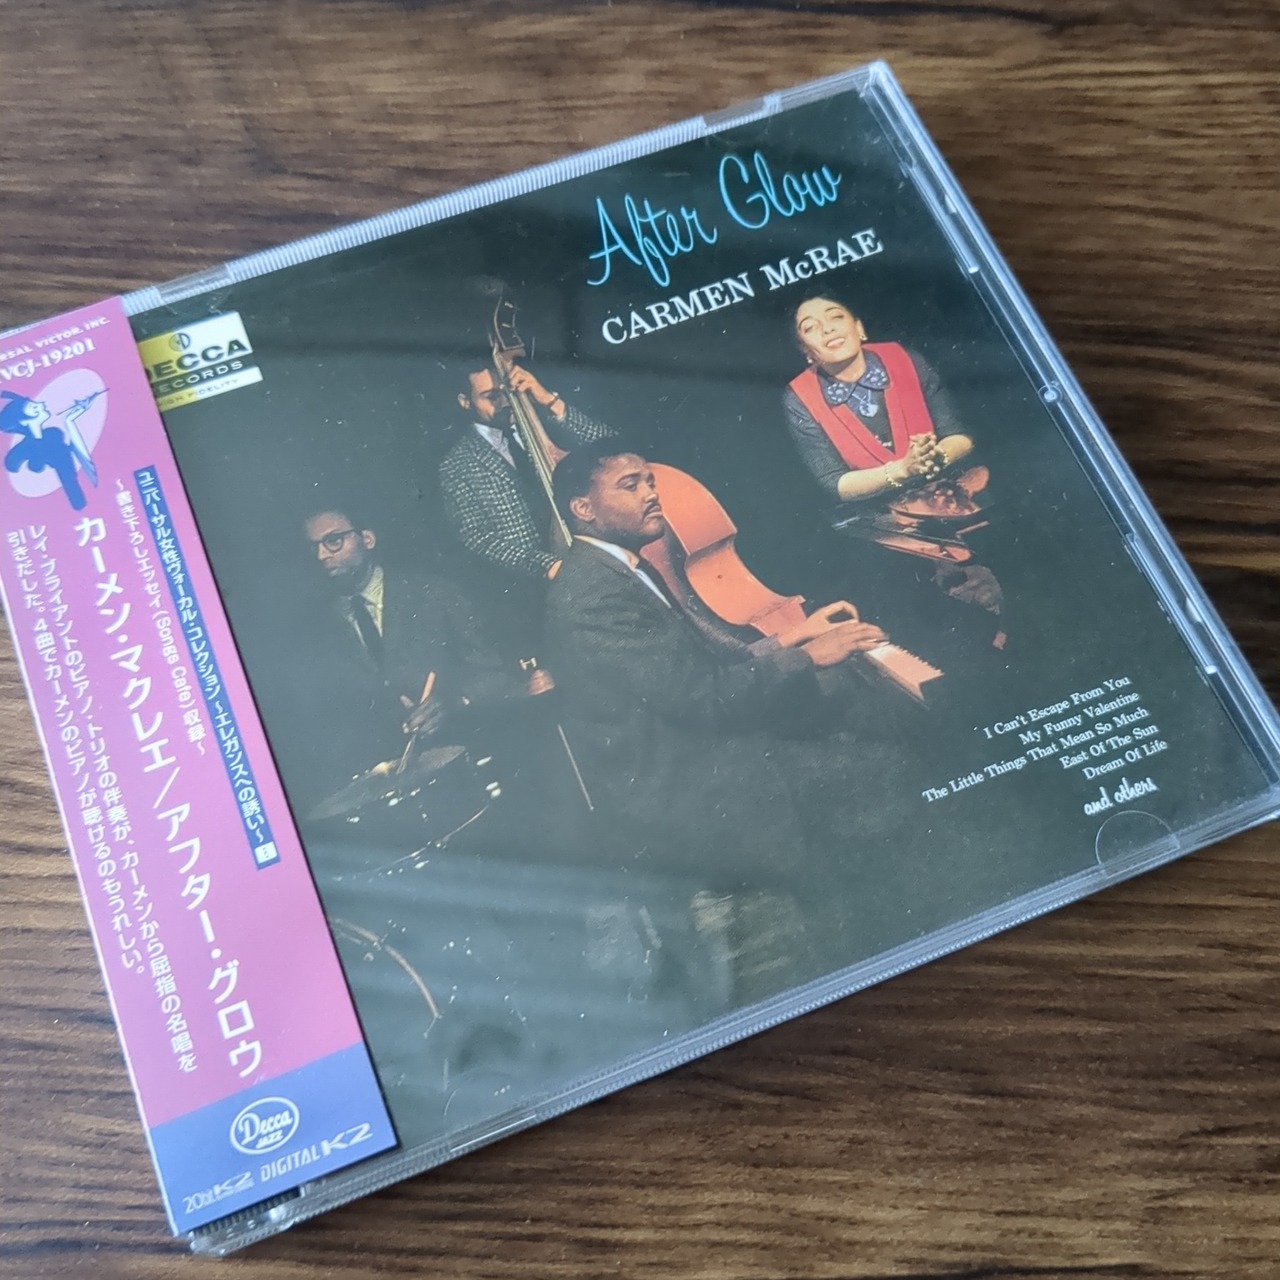 After Glow
CARMEN McRAE
DECCA
RECORDS
HIGH FIDELITY
I Can't Escape From You
My Funny Valentine
The Little Things That Mean So Much
East Of The Sun
Dream Of Life
and others
VICTOR, INC.
VCJ-19201
ユニバーサル女性ヴォーカル・コレクション〜エレガンスへの誘い〜2
〜書き下ろしエッセイ(Songs Cafe)収録〜
カーメン・マクレエ/アフター・グロウ
レイ・ブライアントのピアノ・トリオの伴奏が、カーメンから屈指の名唱を
引きだした。4曲でカーメンのピアノが聴けるのもうれしい。
Decca
JAZZ
20bit K2
DIGITAL K2